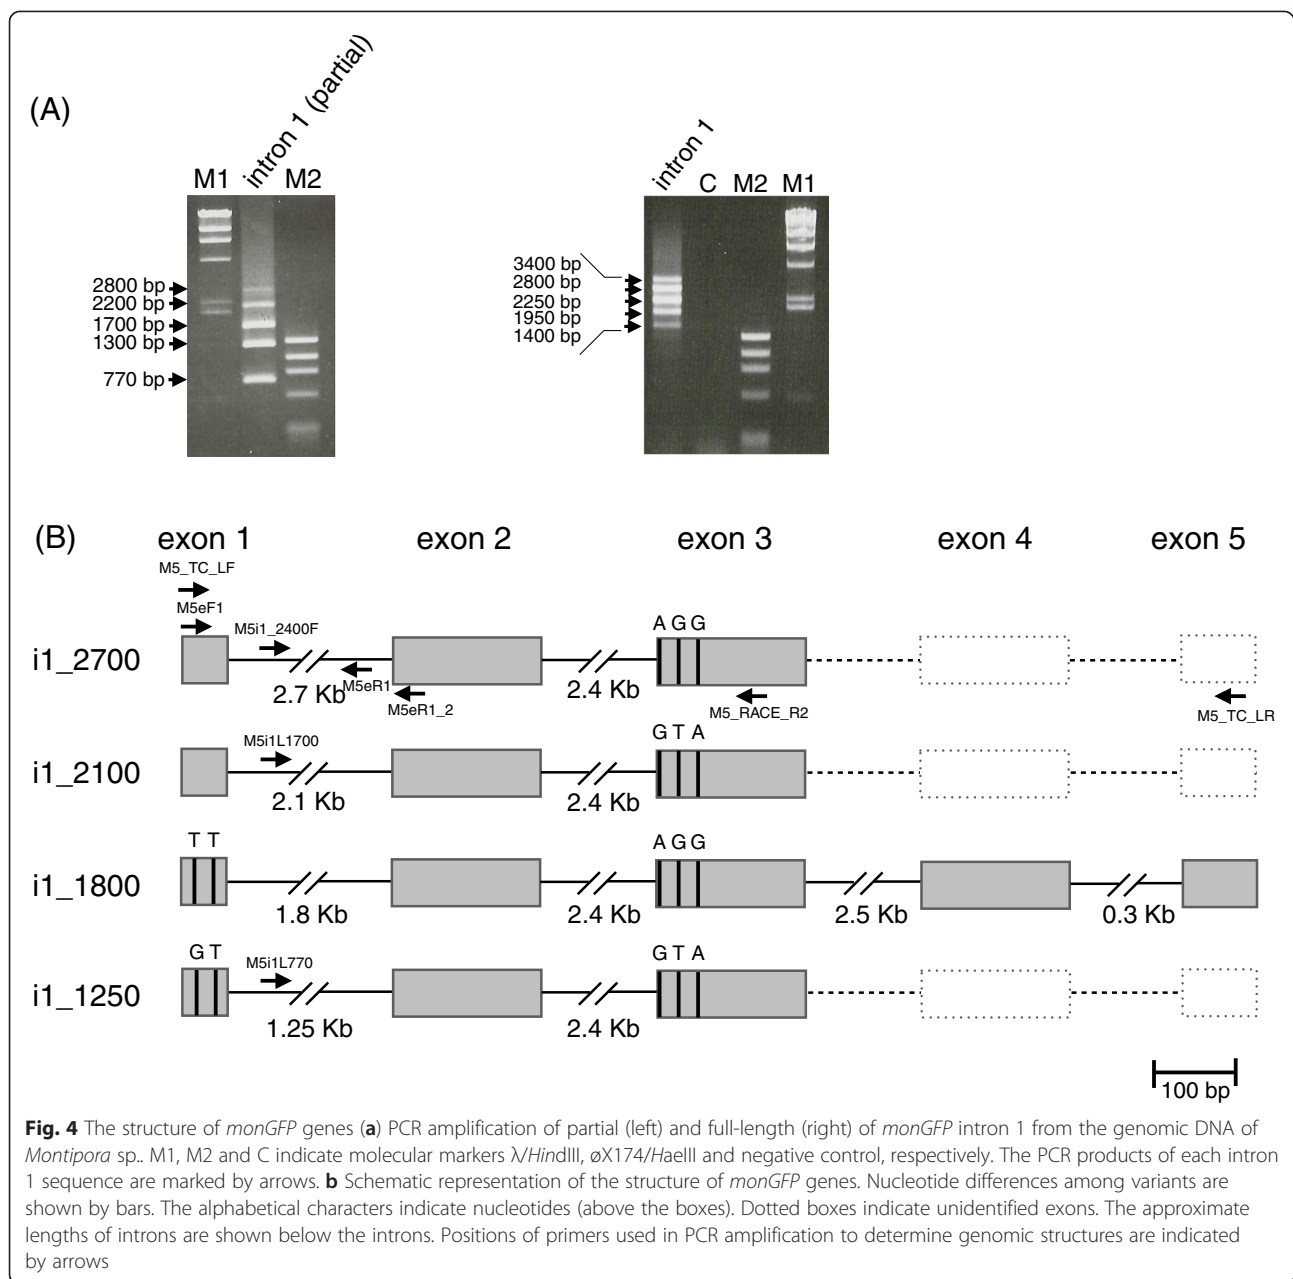 (A)
M1 intron 1 (partial) M2
2800 bp
2200 bp
1700 bp
1300 bp
770 bp
intron 1 C M2 M1
3400 bp
2800 bp
2250 bp
1950 bp
1400 bp
(B)
exon 1 exon 2 exon 3 exon 4 exon 5
M5_TC_LF
M5eF1
i1_2700
M5i1_2400F
2.7 Kb
M5eR1
M5eR1_2
2.4 Kb
A G G
M5_RACE_R2
M5_TC_LR
i1_2100
M5i1L1700
2.1 Kb
2.4 Kb
G T A
i1_1800
T T
1.8 Kb
2.4 Kb
A G G
2.5 Kb
0.3 Kb
i1_1250
G T
M5i1L770
1.25 Kb
2.4 Kb
G T A
100 bp
Fig. 4 The structure of monGFP genes (a) PCR amplification of partial (left) and full-length (right) of monGFP intron 1 from the genomic DNA of
Montipora sp.. M1, M2 and C indicate molecular markers λ/HindIII, øX174/HaeIII and negative control, respectively. The PCR products of each intron
1 sequence are marked by arrows. b Schematic representation of the structure of monGFP genes. Nucleotide differences among variants are
shown by bars. The alphabetical characters indicate nucleotides (above the boxes). Dotted boxes indicate unidentified exons. The approximate
lengths of introns are shown below the introns. Positions of primers used in PCR amplification to determine genomic structures are indicated
by arrows